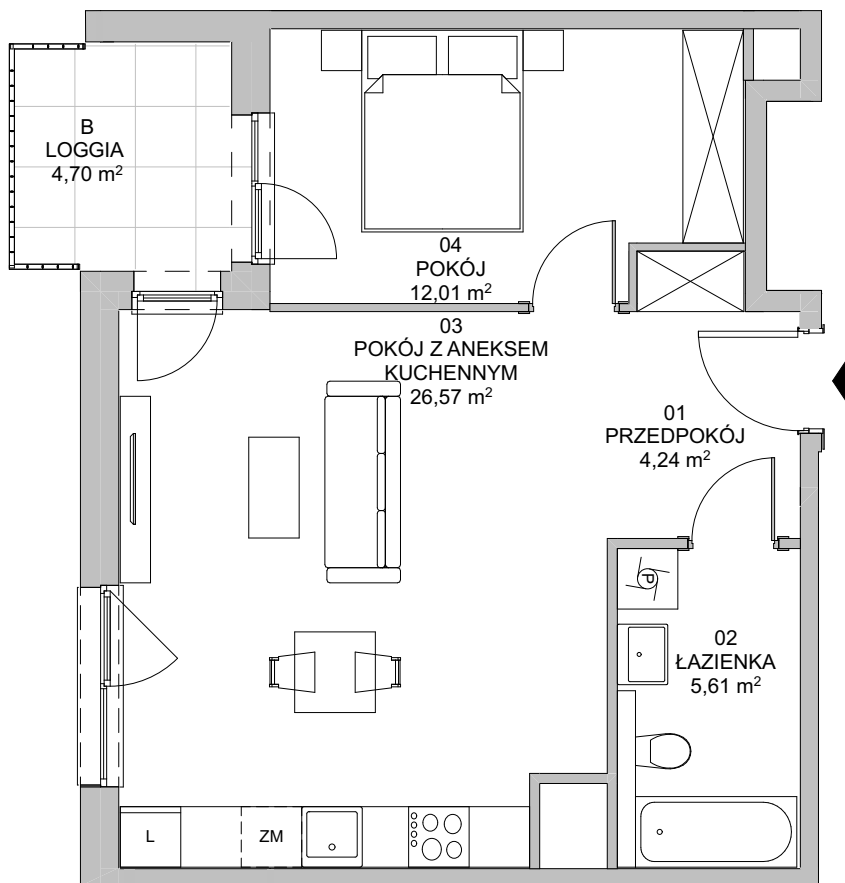 B
LOGGIA
4,70 m²
04
POKÓJ
12,01 m²
03
POKÓJ Z ANEKSEM
KUCHENNYM
26,57 m²
01
PRZEDPOKÓJ
4,24 m²
P
02
ŁAZIENKA
5,61 m²
L
ZM